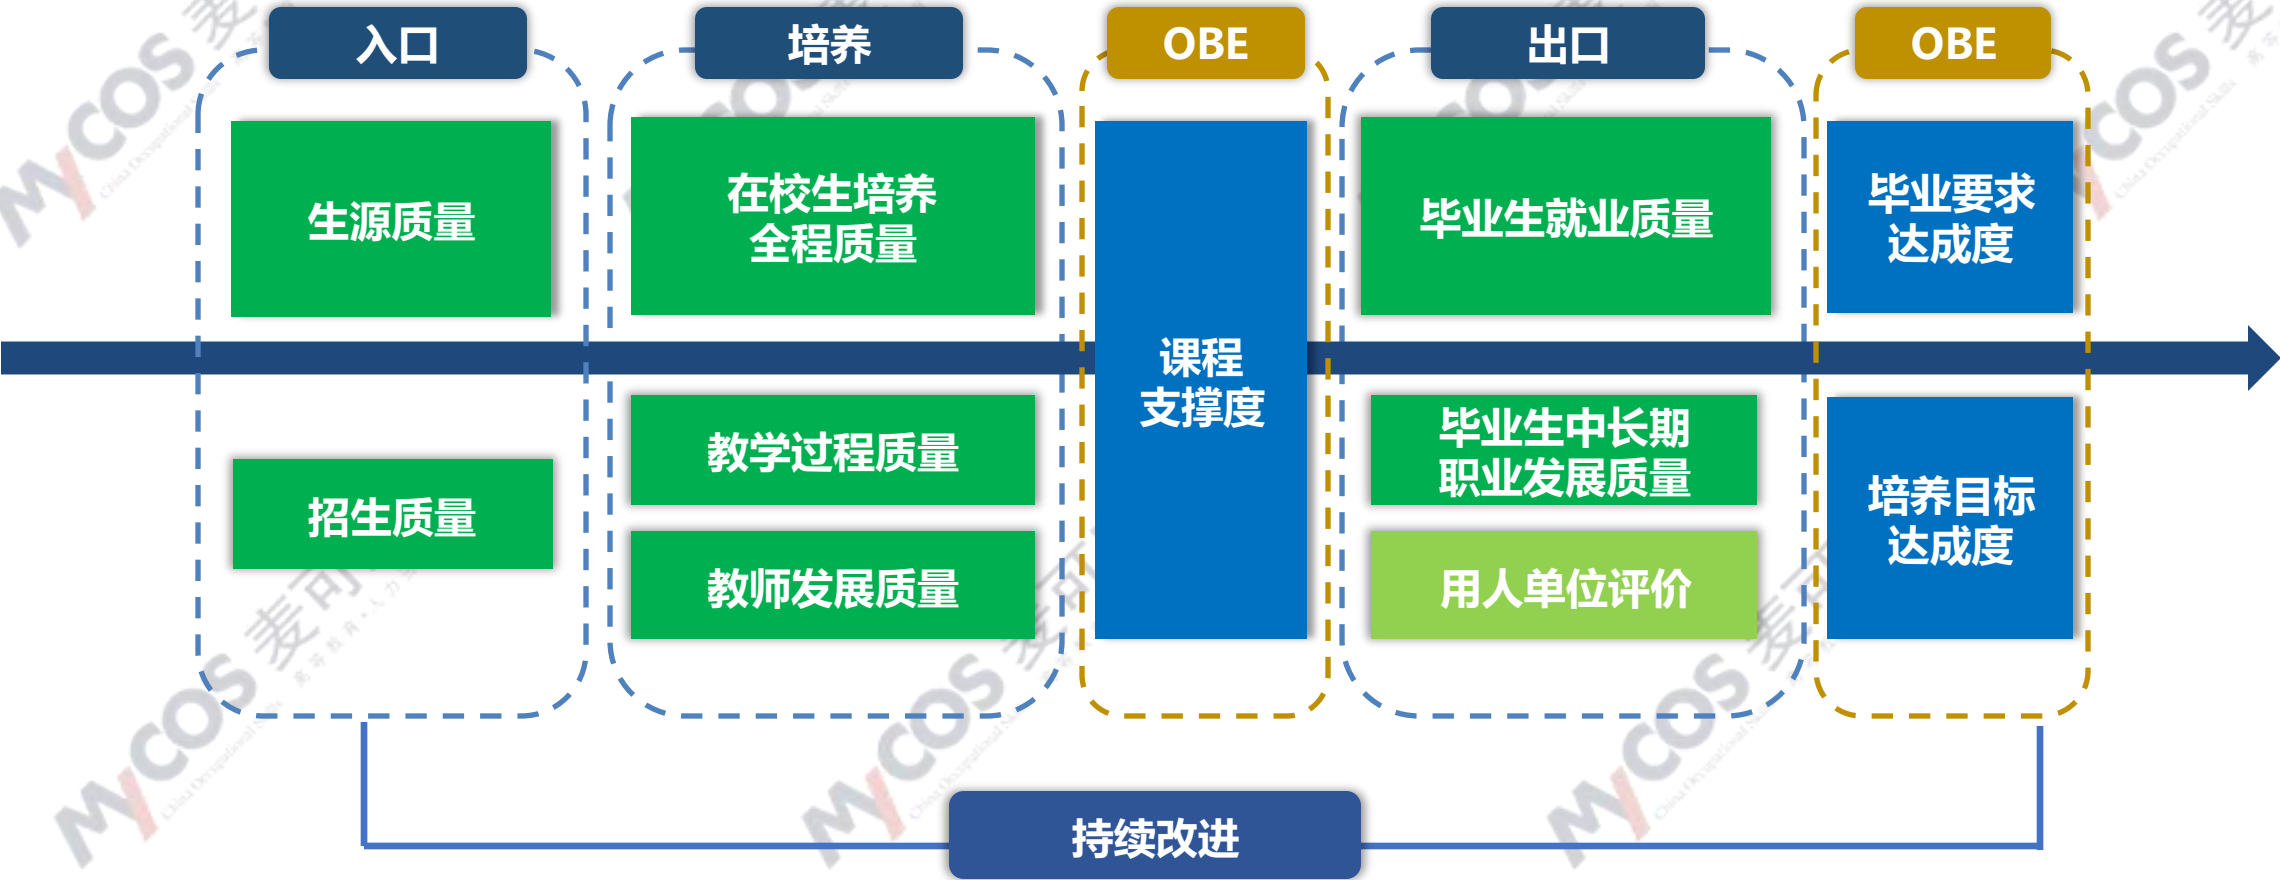 入口
培养
OBE
出口
OBE
生源质量
招生质量
在校生培养
全程质量
教学过程质量
教师发展质量
课程
支撑度
毕业生就业质量
毕业生中长期
职业发展质量
用人单位评价
毕业要求
达成度
培养目标
达成度
持续改进
MyCOS
China Occupational Skills